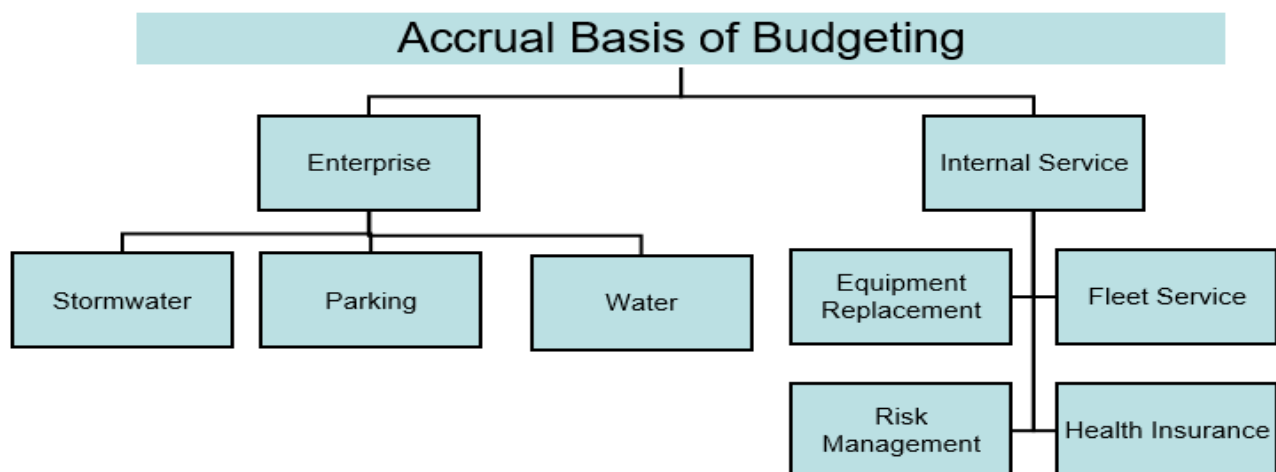 Accrual Basis of Budgeting
Enterprise
Internal Service
Stormwater
Parking
Water
Equipment
Replacement
Fleet Service
Risk
Management
Health Insurance